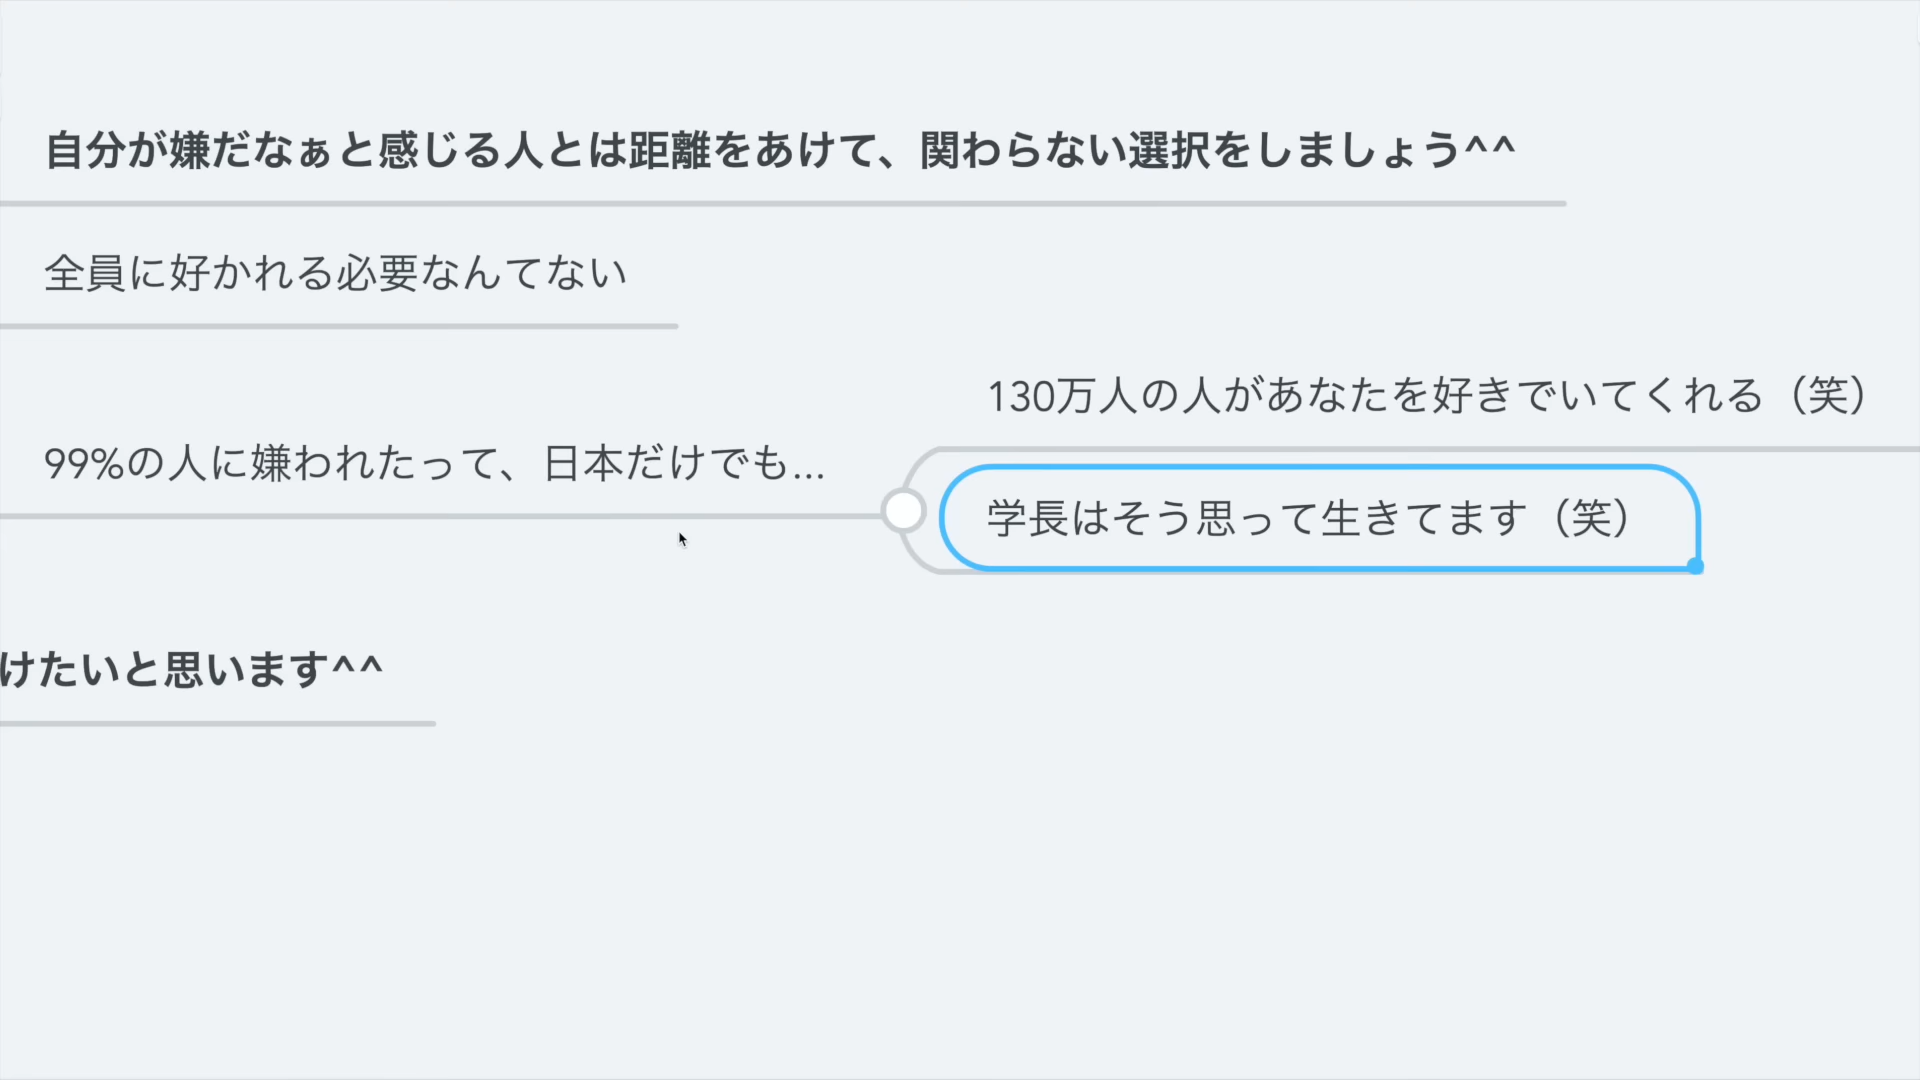 自分が嫌だなぁと感じる人とは距離をあけて、関わらない選択をしましょう^^
全員に好かれる必要なんてない
99%の人に嫌われたって、日本だけでも...
130万人の人があなたを好きでいてくれる（笑）
学長はそう思って生きてます（笑）
けたいと思います^^